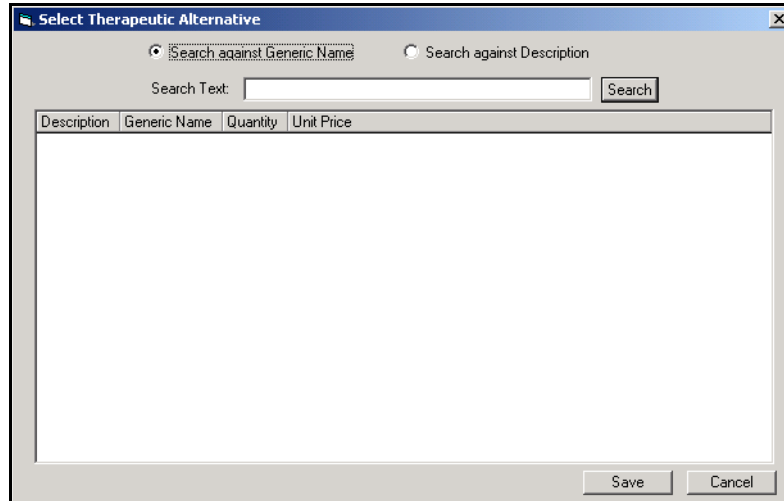 Select Therapeutic Alternative
Search against Generic Name Search against Description
Search Text: Search
Description Generic Name Quantity Unit Price
Save Cancel